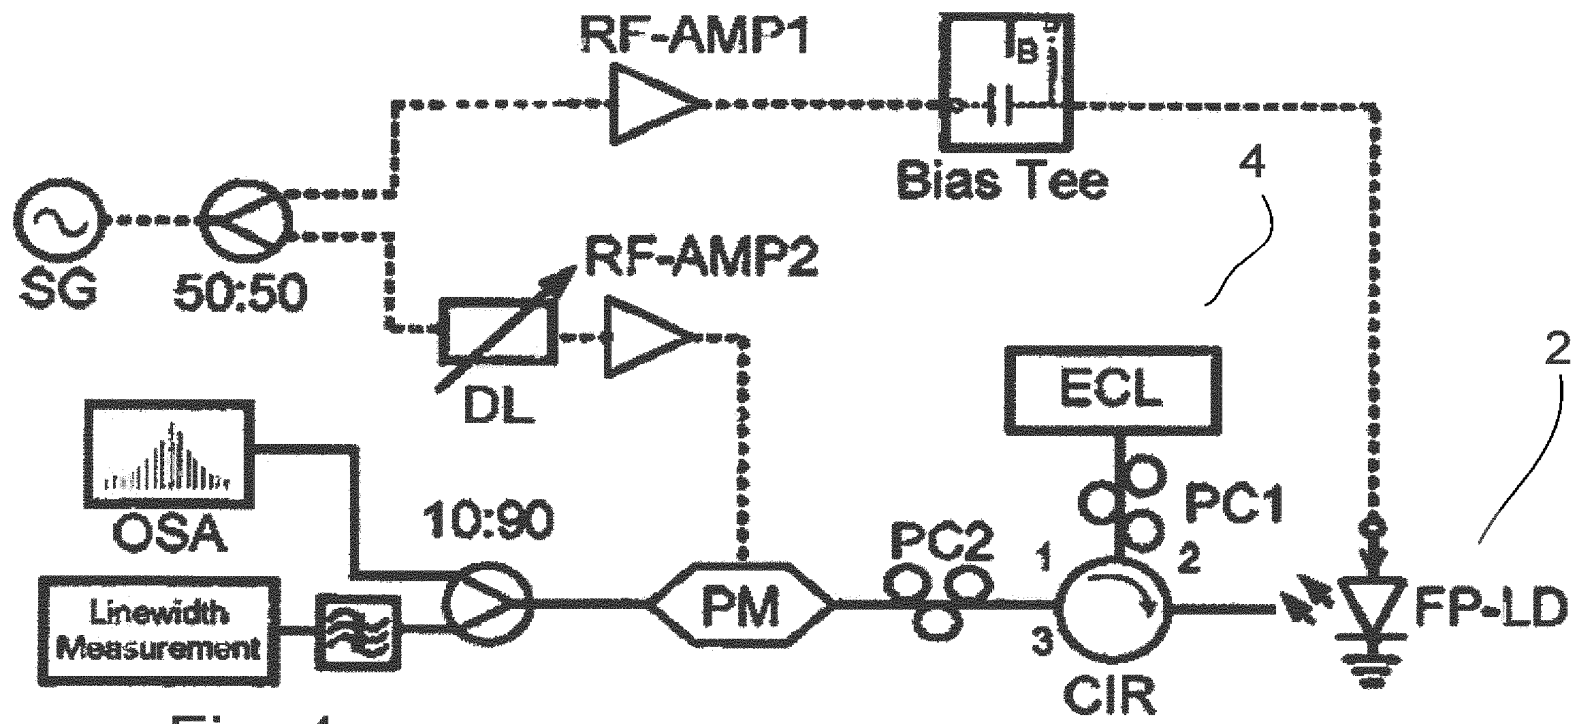 RF-AMP1
B
Bias Tee
4
SG
50:50
RF-AMP2
DL
2
ECL
OSA
10:90
PC1
PC2
1
2
Linewidth
Measurement
PM
3
FP-LD
CIR